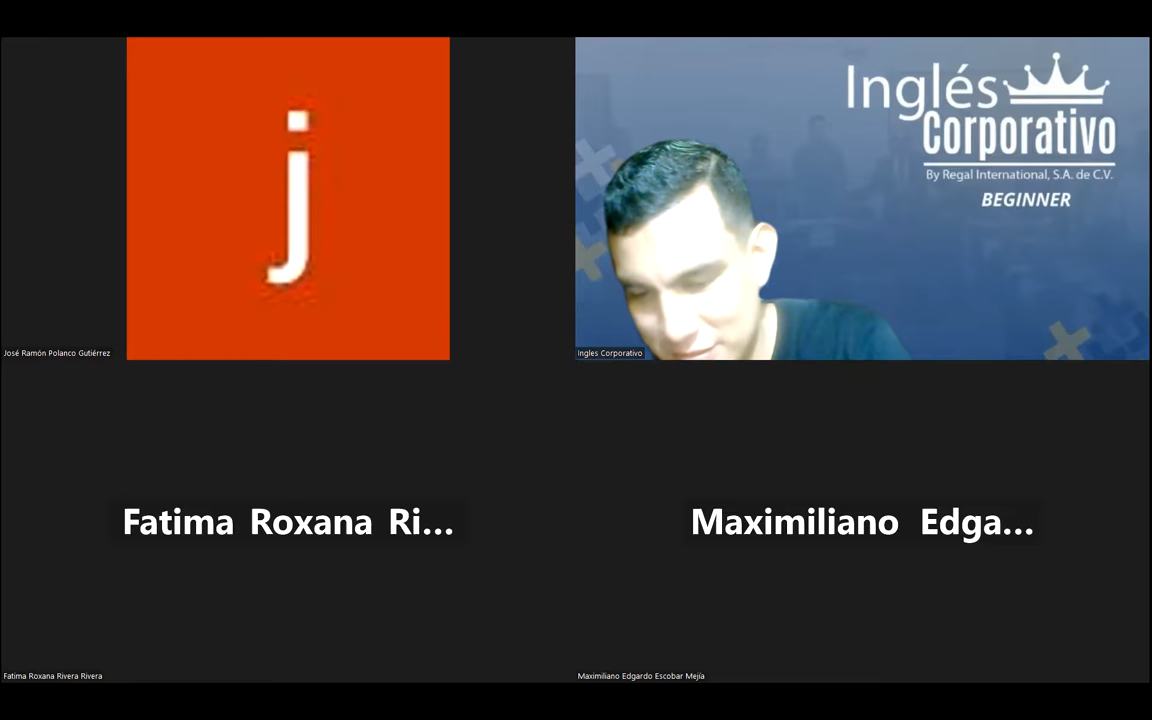 j
José Ramón Polanco Gutiérrez
Inglés
Corporativo
By Regal International, S.A. de C.V.
BEGINNER
Ingles Corporativo
Fatima Roxana Ri...
Maximiliano Edga...
Fatima Roxana Rivera Rivera
Maximiliano Edgardo Escobar Mejía